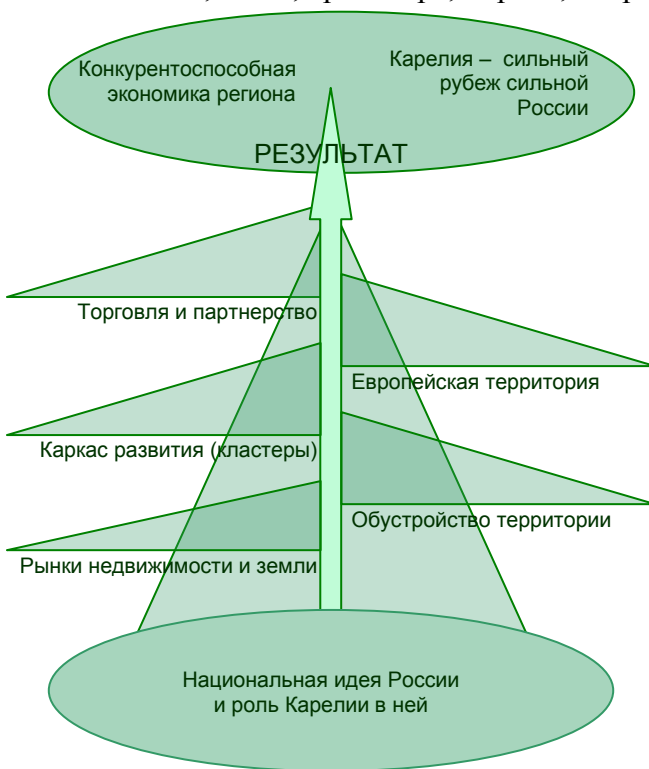 Конкурентоспособная
экономика региона
Карелия – сильный
рубеж сильной
России
РЕЗУЛЬТАТ
Торговля и партнерство
Европейская территория
Каркас развития (кластеры)
Обустройство территории
Рынки недвижимости и земли
Национальная идея России
и роль Карелии в ней